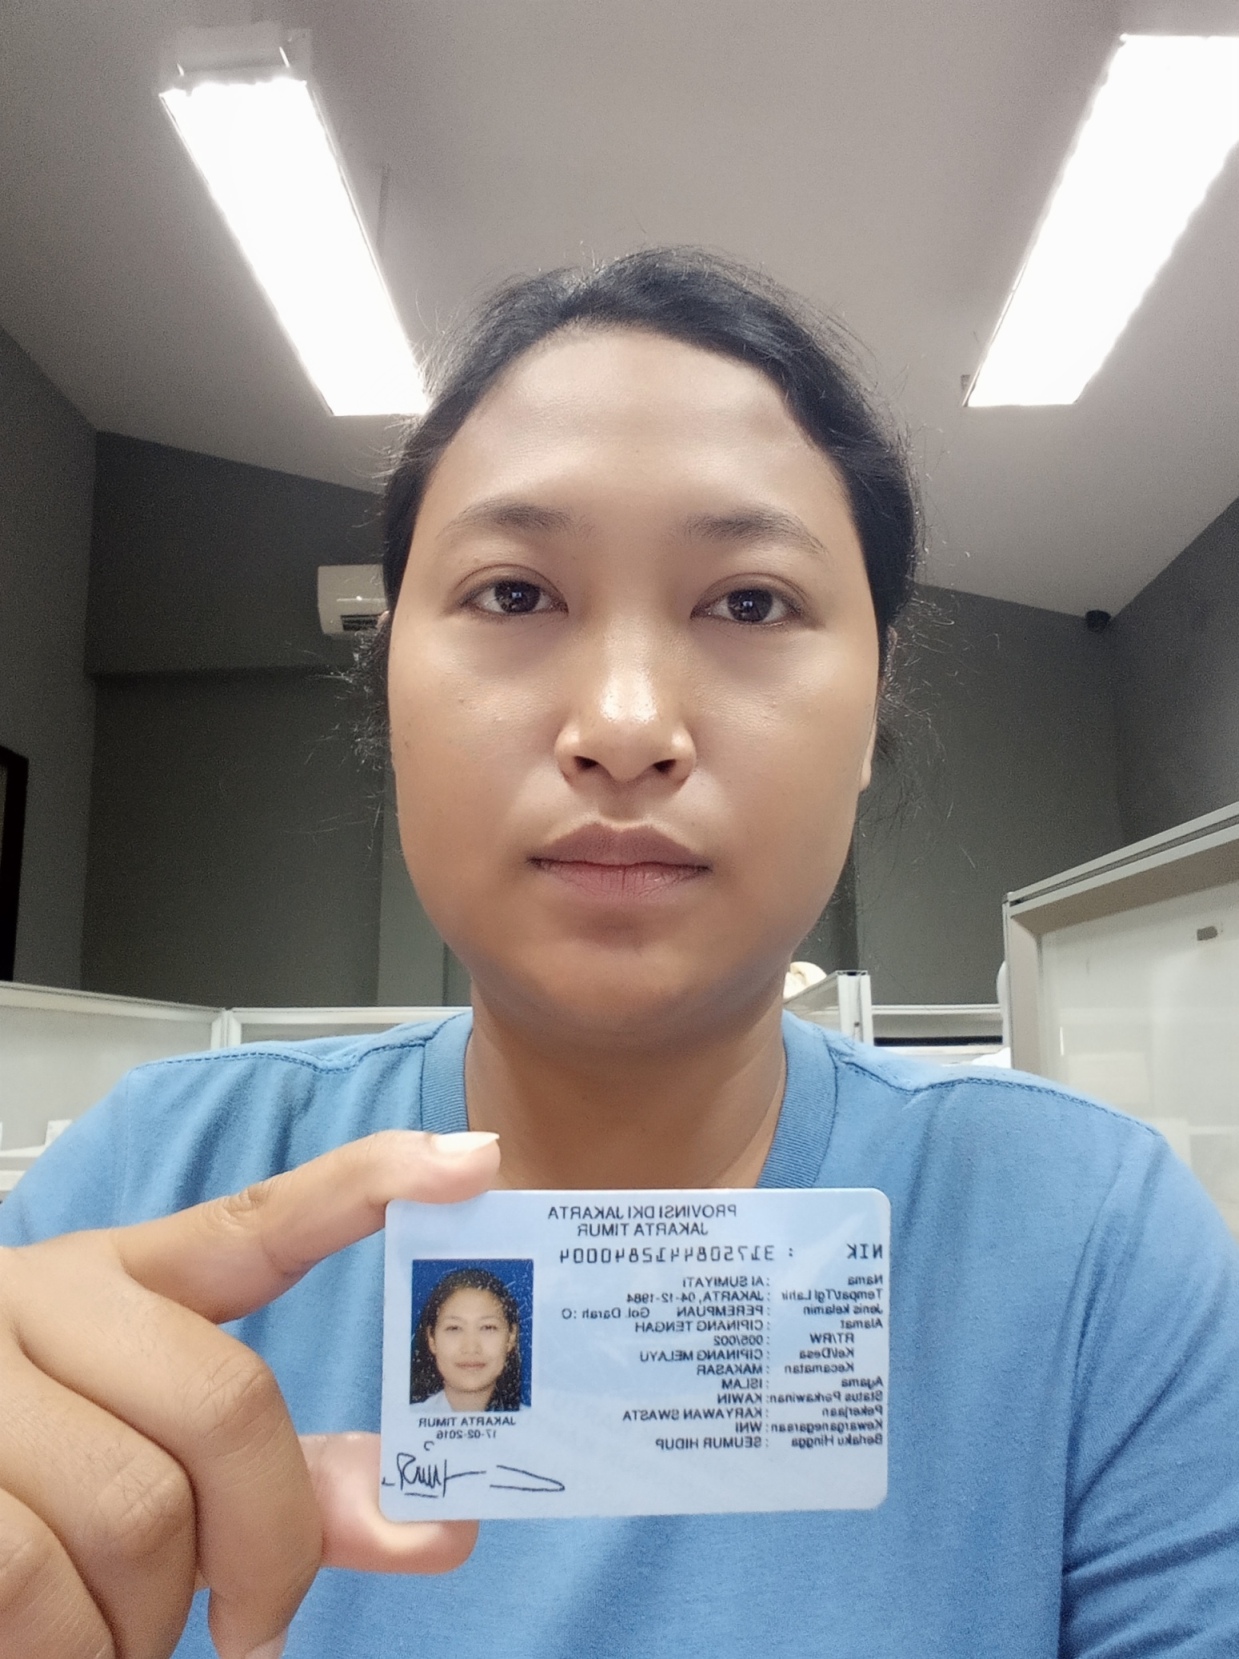 PROVINSI DKI JAKARTA
JAKARTA TIMUR
NIK : 3175084412840004
Nama : AI SUMIYATI
Tempat/Tgl Lahir : JAKARTA, 04-12-1984
Jenis kelamin : PEREMPUAN Gol. Darah : O
Alamat : CIPINANG TENGAH
RT/RW : 005/002
Kel/Desa : CIPINANG MELAYU
Kecamatan : MAKASAR
Agama : ISLAM
Status Perkawinan: KAWIN
Pekerjaan : KARYAWAN SWASTA
Kewarganegaraan: WNI
Berlaku Hingga : SEUMUR HIDUP
JAKARTA TIMUR
17-02-2016